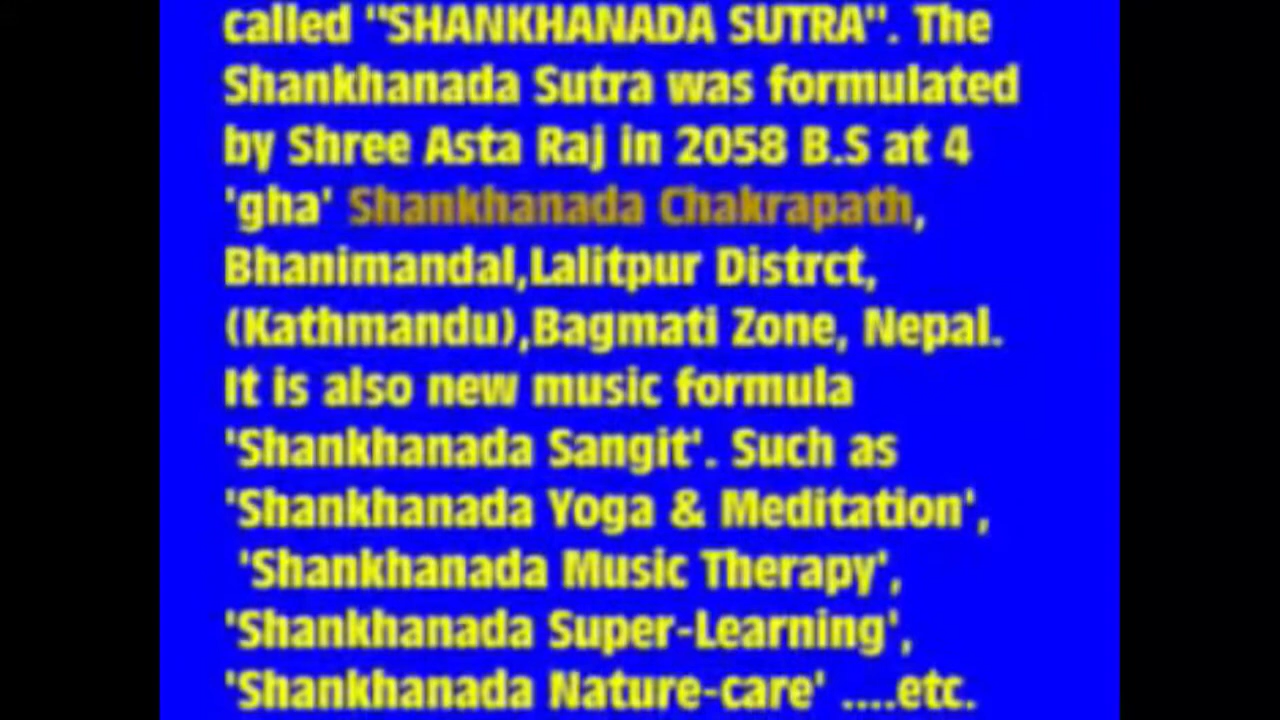 called "SHANKHANADA SUTRA". The
Shankhanada Sutra was formulated
by Shree Asta Raj in 2058 B.S at 4
'gha' Shankhanada Chakrapath,
Bhanimandal,Lalitpur Distrct,
(Kathmandu),Bagmati Zone, Nepal.
It is also new music formula
'Shankhanada Sangit'. Such as
'Shankhanada Yoga & Meditation',
'Shankhanada Music Therapy',
'Shankhanada Super-Learning',
'Shankhanada Nature-care' ....etc.